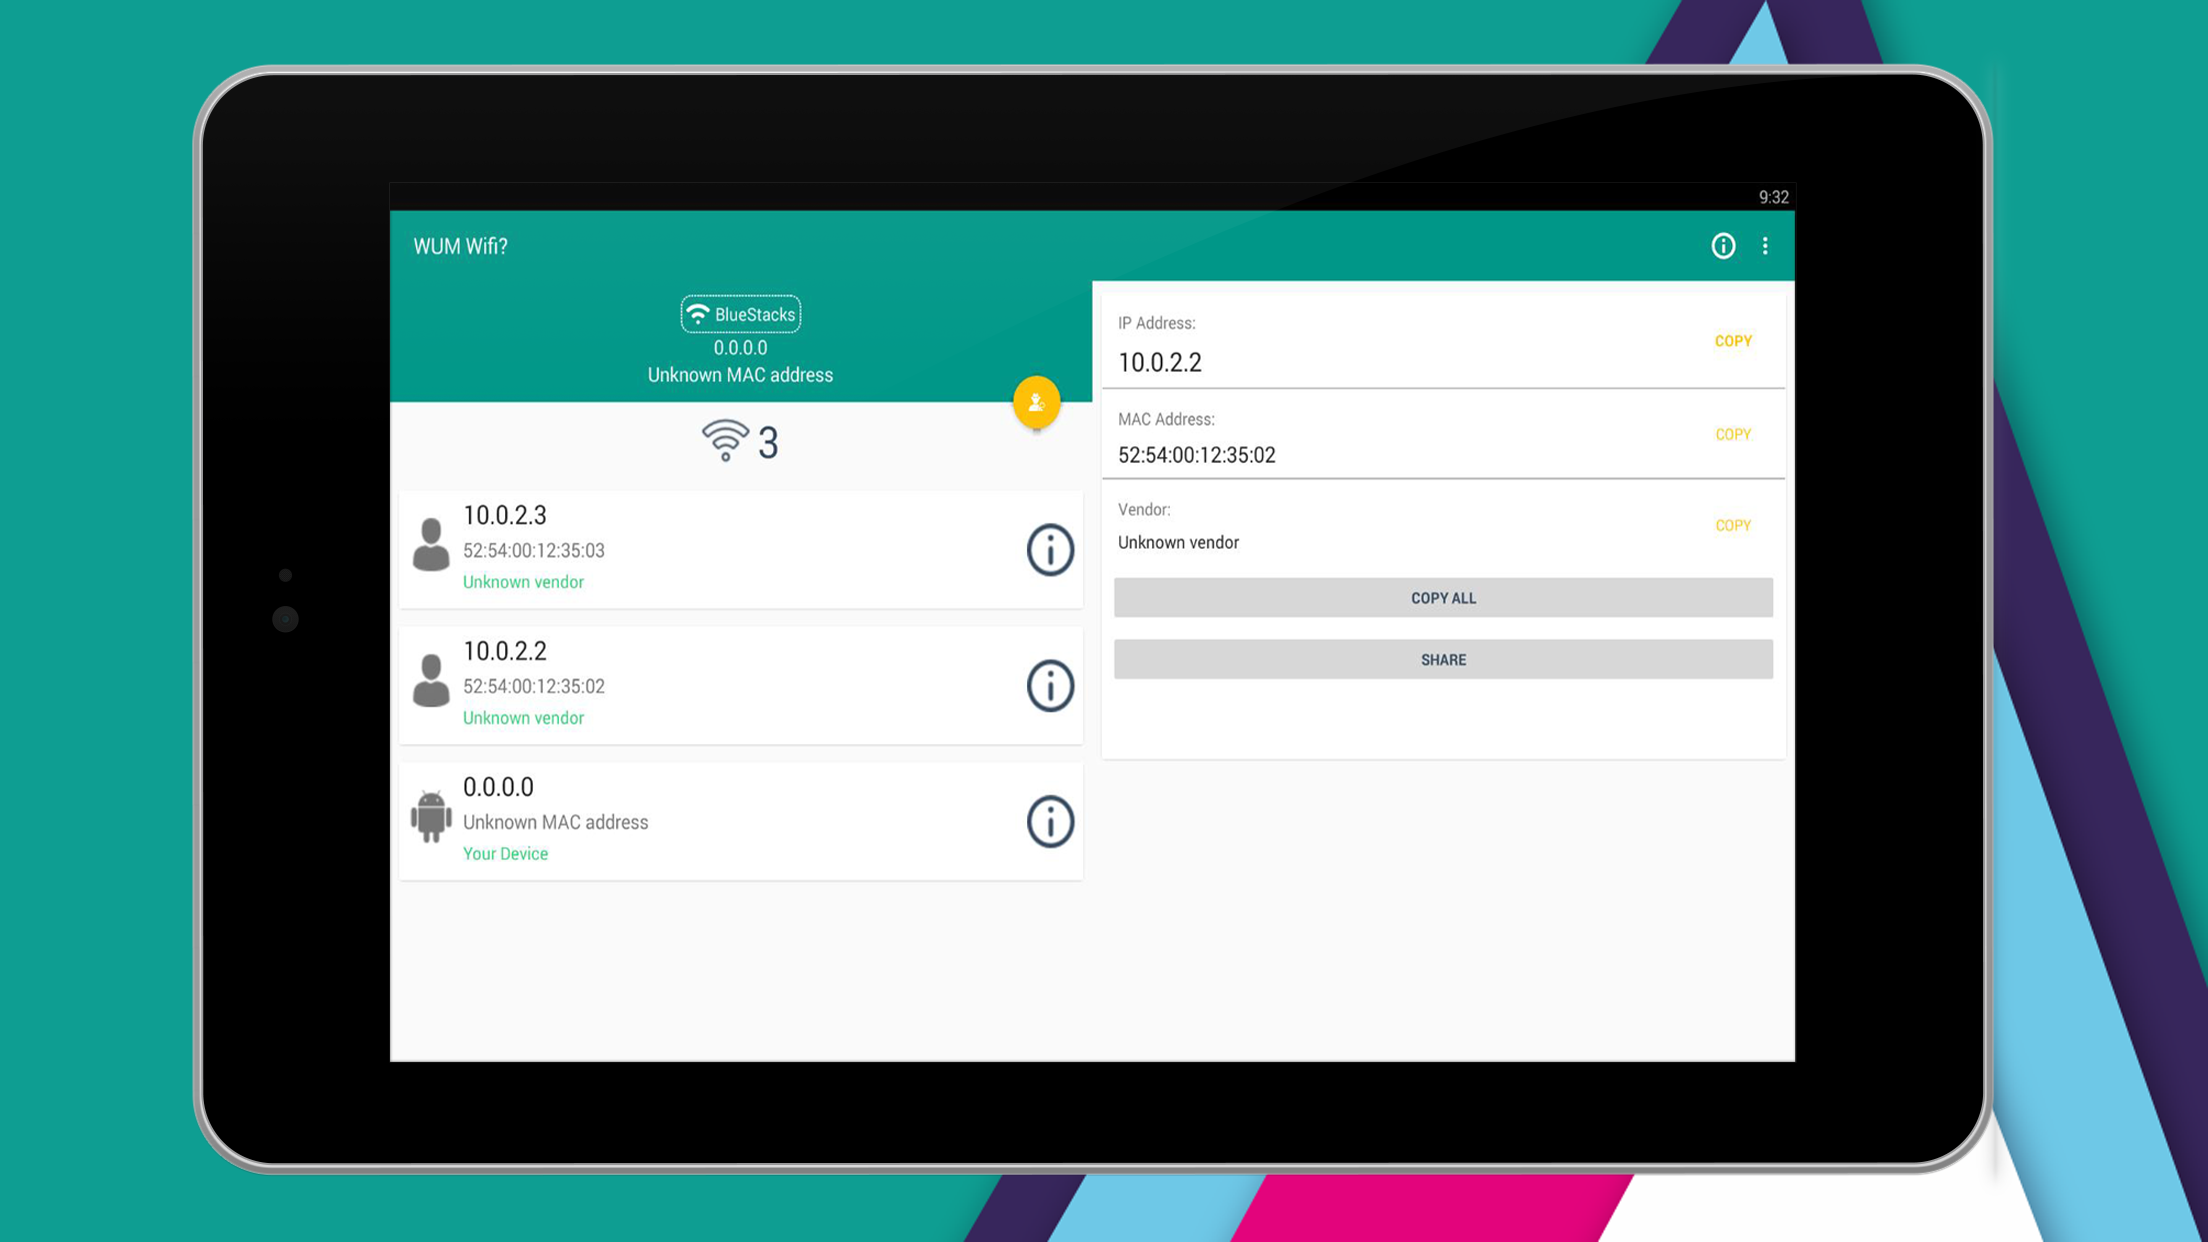 9:32
WUM Wifi?
BlueStacks
0.0.0.0
Unknown MAC address
3
10.0.2.3
52:54:00:12:35:03
Unknown vendor
10.0.2.2
52:54:00:12:35:02
Unknown vendor
0.0.0.0
Unknown MAC address
Your Device
IP Address:
10.0.2.2
COPY
MAC Address:
52:54:00:12:35:02
COPY
Vendor:
Unknown vendor
COPY
COPY ALL
SHARE